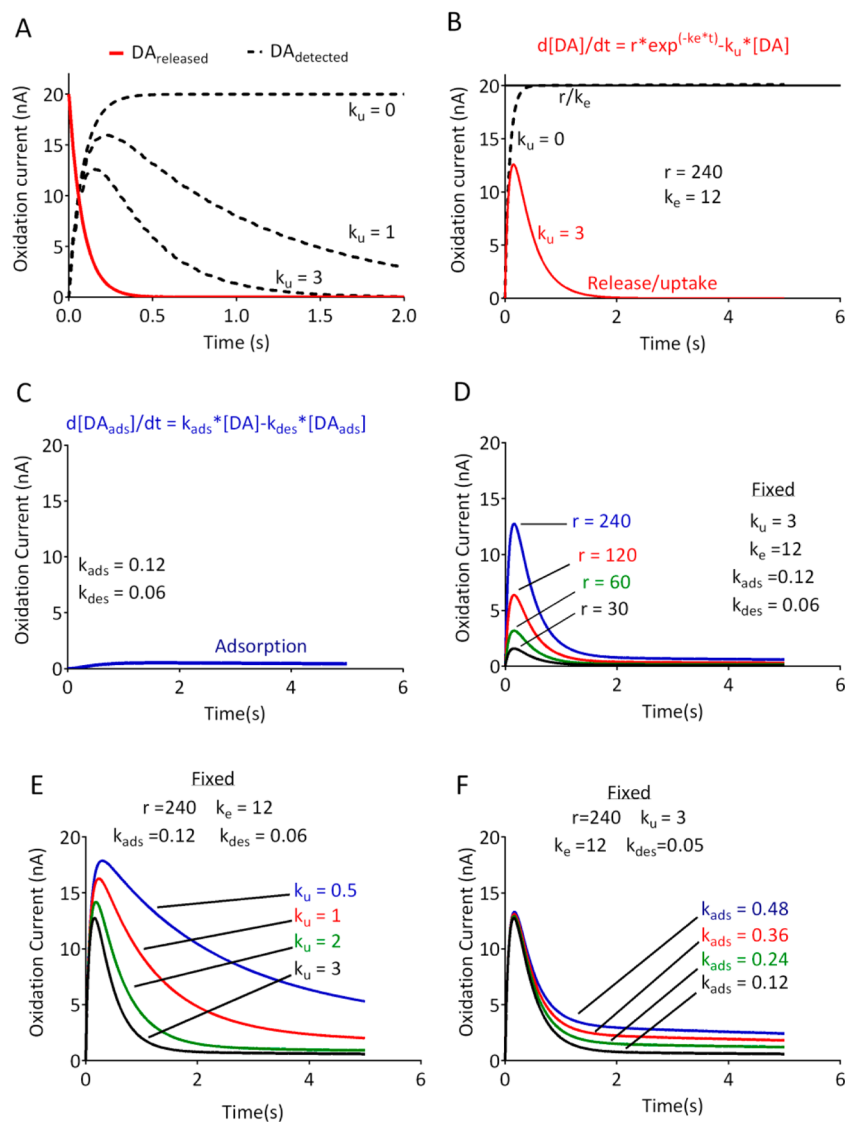 A
DA_released DA_detected
Oxidation current (nA)
20
15
10
5
0
k_u = 0
k_u = 1
k_u = 3
0.0 0.5 1.0 1.5 2.0
Time (s)
B
d[DA]/dt = r*exp^(-ke*t)-k_u*[DA]
Oxidation current (nA)
20
15
10
5
0
r/k_e
k_u = 0
r = 240
k_e = 12
k_u = 3
Release/uptake
0 2 4 6
Time (s)
C
d[DA_ads]/dt = k_ads*[DA]-k_des*[DA_ads]
Oxidation Current (nA)
20
15
10
5
0
k_ads = 0.12
k_des = 0.06
Adsorption
0 2 4 6
Time(s)
D
Oxidation Current (nA)
20
15
10
5
0
r = 240
r = 120
r = 60
r = 30
Fixed
k_u = 3
k_e =12
k_ads =0.12
k_des = 0.06
0 2 4 6
Time(s)
E
Fixed
r =240 k_e = 12
k_ads =0.12 k_des = 0.06
Oxidation Current (nA)
20
15
10
5
0
k_u = 0.5
k_u = 1
k_u = 2
k_u = 3
0 2 4 6
Time(s)
F
Fixed
r=240 k_u = 3
k_e =12 k_des=0.05
Oxidation Current (nA)
20
15
10
5
0
k_ads = 0.48
k_ads = 0.36
k_ads = 0.24
k_ads = 0.12
0 2 4 6
Time(s)